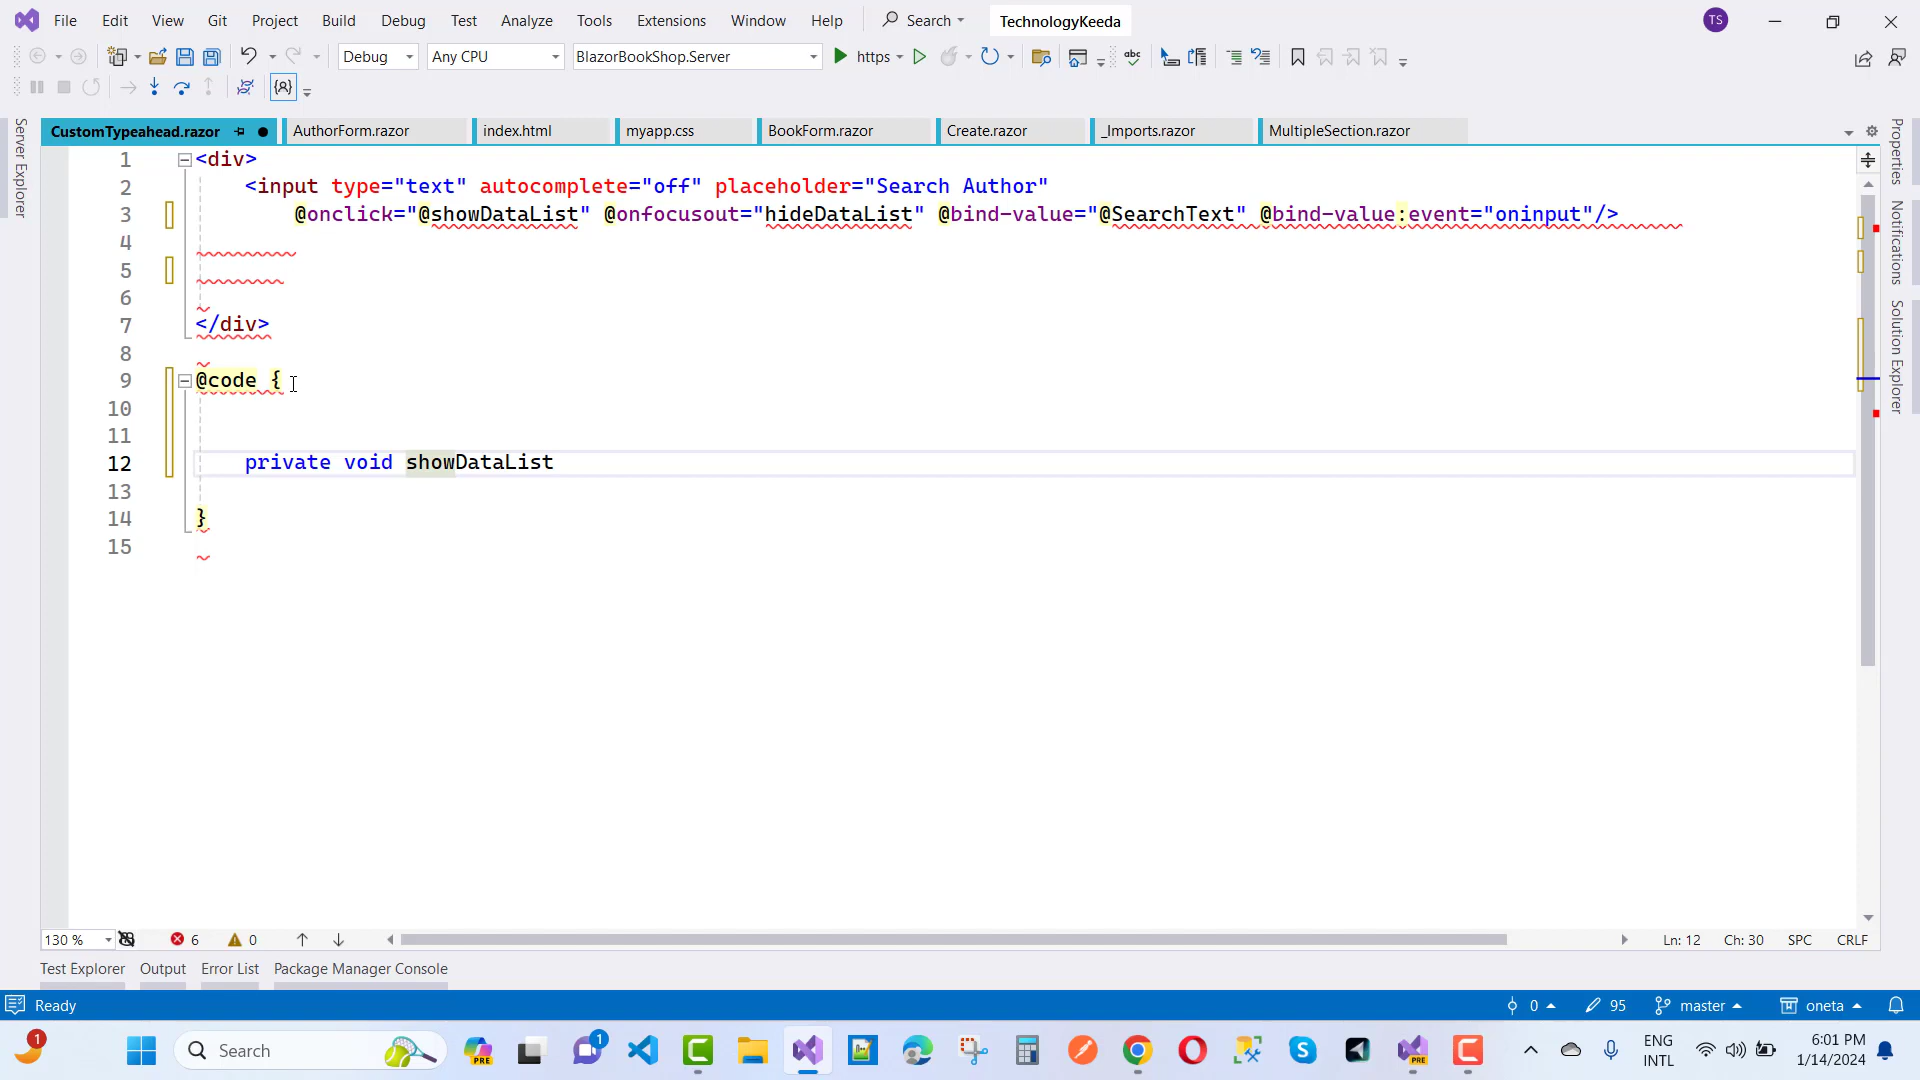 File Edit View Git Project Build Debug Test Analyze Tools Extensions Window Help Search TechnologyKeeda TS
Debug Any CPU BlazorBookShop.Server https abc
CustomTypeahead.razor AuthorForm.razor index.html myapp.css BookForm.razor Create.razor _Imports.razor MultipleSection.razor
Server Explorer
Properties
Notifications
Solution Explorer
1 <div>
2 <input type="text" autocomplete="off" placeholder="Search Author"
3 @onclick="@showDataList" @onfocusout="hideDataList" @bind-value="@SearchText" @bind-value:event="oninput"/>
4
5
6
7 </div>
8
9 @code {
10
11
12 private void showDataList
13
14 }
15
130 % 6 0 Ln: 12 Ch: 30 SPC CRLF
Test Explorer Output Error List Package Manager Console
Ready 0 95 master oneta
1 Search PRE 1 PRE ENG INTL 6:01 PM 1/14/2024